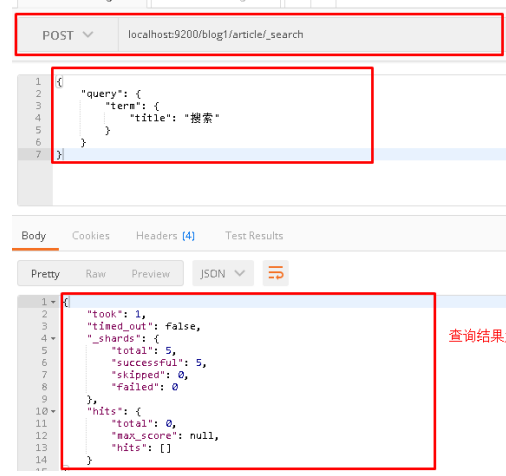 POST localhost:9200/blog1/article/_search
1 {
2 "query": {
3 "term": {
4 "title": "搜索"
5 }
6 }
7 }
Body Cookies Headers (4) Test Results
Pretty Raw Preview JSON
1 {
2 "took": 1,
3 "timed_out": false,
4 "_shards": {
5 "total": 5,
6 "successful": 5,
7 "skipped": 0,
8 "failed": 0
9 },
10 "hits": {
11 "total": 0,
12 "max_score": null,
13 "hits": []
14 }
查询结果